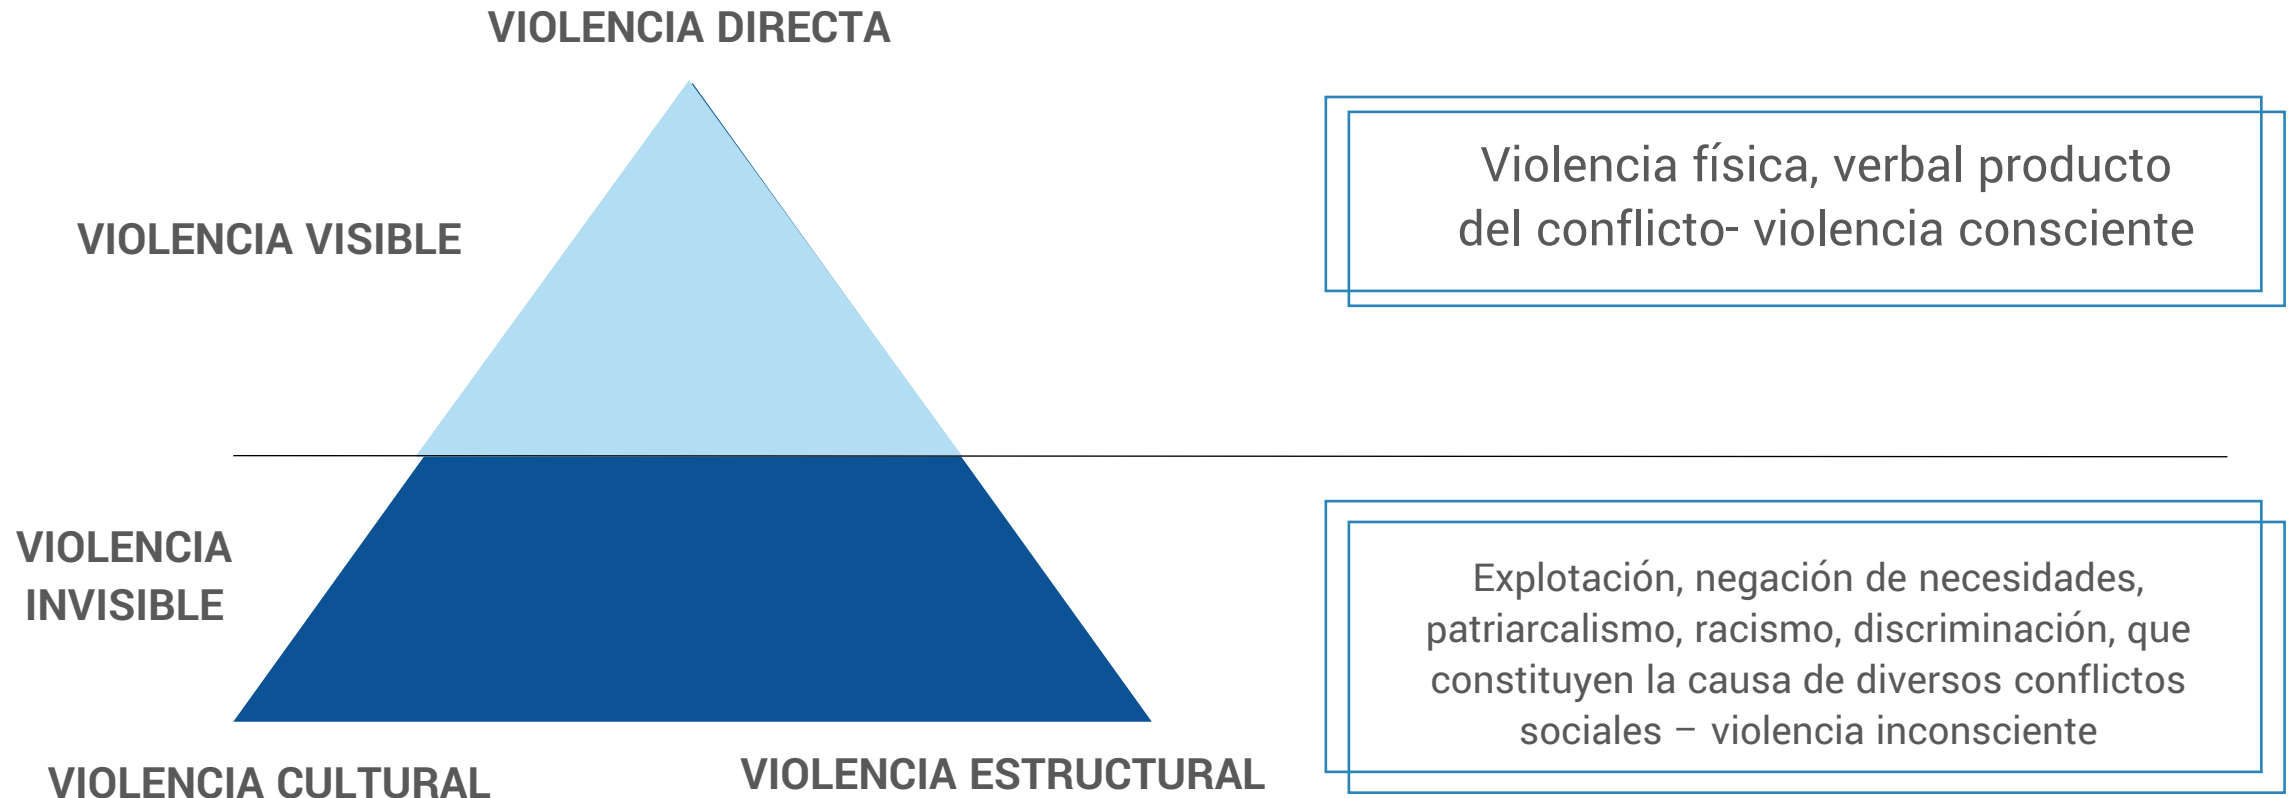 VIOLENCIA DIRECTA
VIOLENCIA VISIBLE
Violencia física, verbal producto
del conflicto- violencia consciente
VIOLENCIA
INVISIBLE
Explotación, negación de necesidades,
patriarcalismo, racismo, discriminación, que
constituyen la causa de diversos conflictos
sociales – violencia inconsciente
VIOLENCIA CULTURAL
VIOLENCIA ESTRUCTURAL